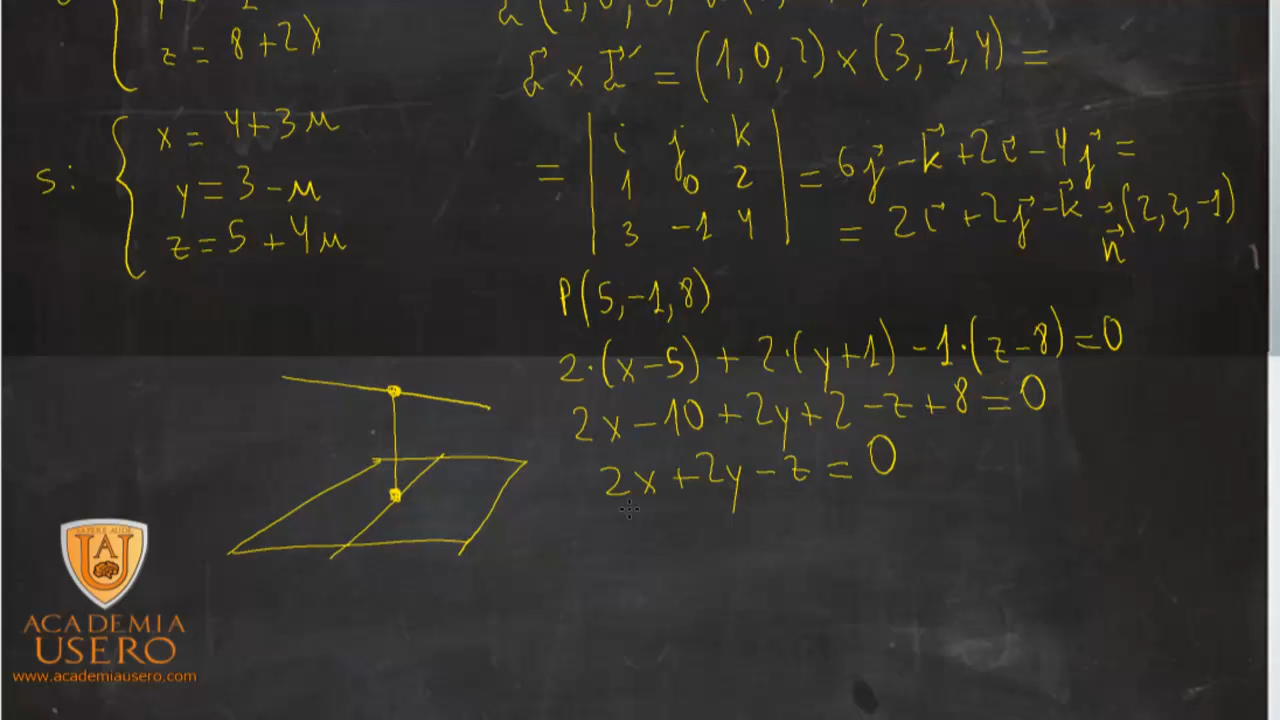 z = 8 + 2λ
s: { x = 4 + 3μ
y = 3 - μ
z = 5 + 4μ
u⃗ × u⃗′ = (1, 0, 2) × (3, -1, 4) =
= | i j k |
| 1 0 2 |
| 3 -1 4 |
= 6j⃗ - k⃗ + 2i⃗ - 4j⃗ =
= 2i⃗ + 2j⃗ - k⃗ n⃗ (2, 2, -1)
P(5, -1, 8)
2·(x-5) + 2·(y+1) - 1·(z-8) = 0
2x - 10 + 2y + 2 - z + 8 = 0
2x + 2y - z = 0
UA
ACADEMIA
USERO
www.academiausero.com